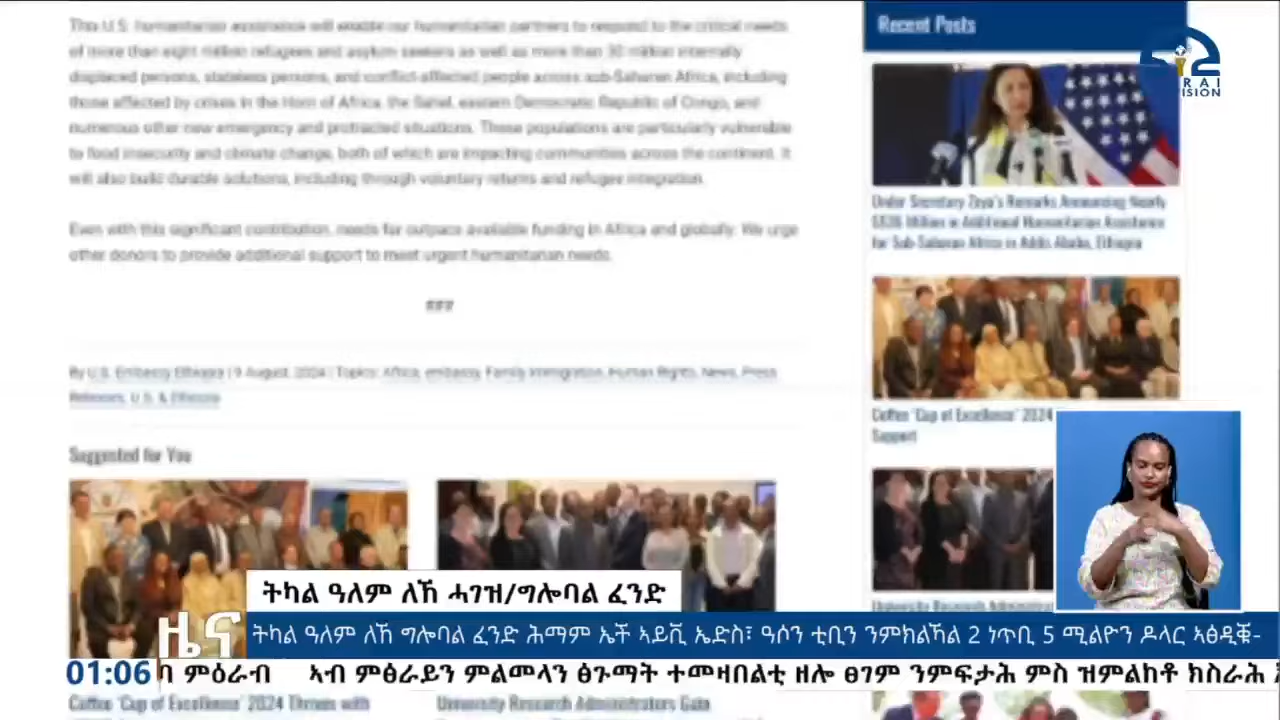 This U.S. humanitarian assistance will enable our humanitarian partners to respond to the critical needs
of more than eight million refugees and asylum seekers as well as more than 30 million internally
displaced persons, stateless persons, and conflict-affected people across sub-Saharan Africa, including
those affected by crises in the Horn of Africa, the Sahel, eastern Democratic Republic of Congo, and
numerous other new emergency and protracted situations. These populations are particularly vulnerable
to food insecurity and climate change, both of which are impacting communities across the continent. It
will also build durable solutions, including through voluntary returns and refugee integration.
Even with this significant contribution, needs far outpace available funding in Africa and globally. We urge
other donors to provide additional support to meet urgent humanitarian needs.
###
By U.S. Embassy Ethiopia | 9 August, 2024 | Topics: Africa, embassy, Family Immigration, Human Rights, News, Press
Releases, U.S. & Ethiopia
Suggested for You
Coffee 'Cup of Excellence' 2024 Thrives with
University Research Administrators Gain
Recent Posts
Under Secretary Zeya's Remarks Announcing Nearly
in Additional Humanitarian Assistance
for Sub-Saharan Africa in Addis Ababa, Ethiopia
Coffee 'Cup of Excellence' 2024
Support
University Research Administrat
RAI
ISION
ትካል ዓለም ለኸ ሓገዝ/ግሎባል ፈንድ
ዜና
ትካል ዓለም ለኸ ግሎባል ፈንድ ሕማም ኤች ኣይቪ ኤድስ፣ ዓሶን ቲቢን ንምክልኻል 2 ነጥቢ 5 ሚልዮን ዶላር ኣፅዲቹ-
01:06
ምዕራብ ኣብ ምፅራይን ምልመላን ፅጉማት ተመዛበልቲ ዘሎ ፀገም ንምፍታሕ ምስ ዝምልከቶ ክስራሕ